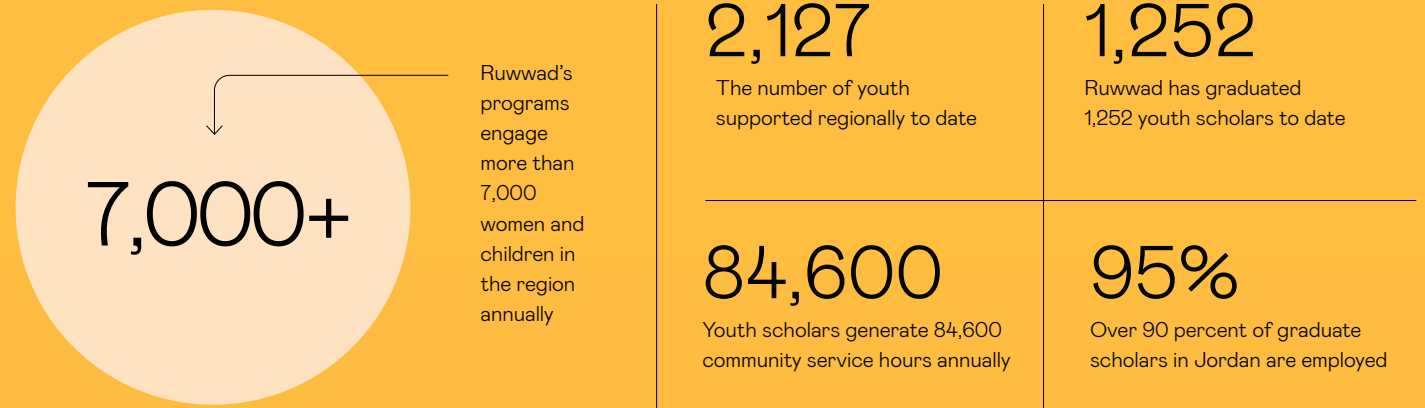 7,000+
Ruwwad's
programs
engage
more than
7,000
women and
children in
the region
annually
2,127
The number of youth
supported regionally to date
1,252
Ruwwad has graduated
1,252 youth scholars to date
84,600
Youth scholars generate 84,600
community service hours annually
95%
Over 90 percent of graduate
scholars in Jordan are employed